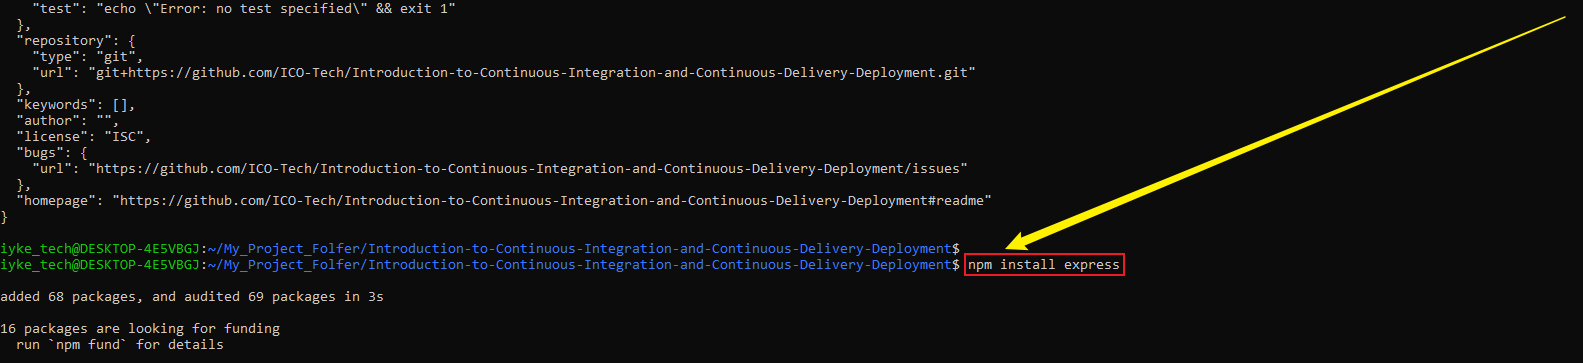 "test": "echo \"Error: no test specified\" && exit 1"
  },
  "repository": {
    "type": "git",
    "url": "git+https://github.com/ICO-Tech/Introduction-to-Continuous-Integration-and-Continuous-Delivery-Deployment.git"
  },
  "keywords": [],
  "author": "",
  "license": "ISC",
  "bugs": {
    "url": "https://github.com/ICO-Tech/Introduction-to-Continuous-Integration-and-Continuous-Delivery-Deployment/issues"
  },
  "homepage": "https://github.com/ICO-Tech/Introduction-to-Continuous-Integration-and-Continuous-Delivery-Deployment#readme"
}
iyke_tech@DESKTOP-4E5VBGJ:~/My_Project_Folfer/Introduction-to-Continuous-Integration-and-Continuous-Delivery-Deployment$
iyke_tech@DESKTOP-4E5VBGJ:~/My_Project_Folfer/Introduction-to-Continuous-Integration-and-Continuous-Delivery-Deployment$ npm install express
added 68 packages, and audited 69 packages in 3s
16 packages are looking for funding
  run `npm fund` for details